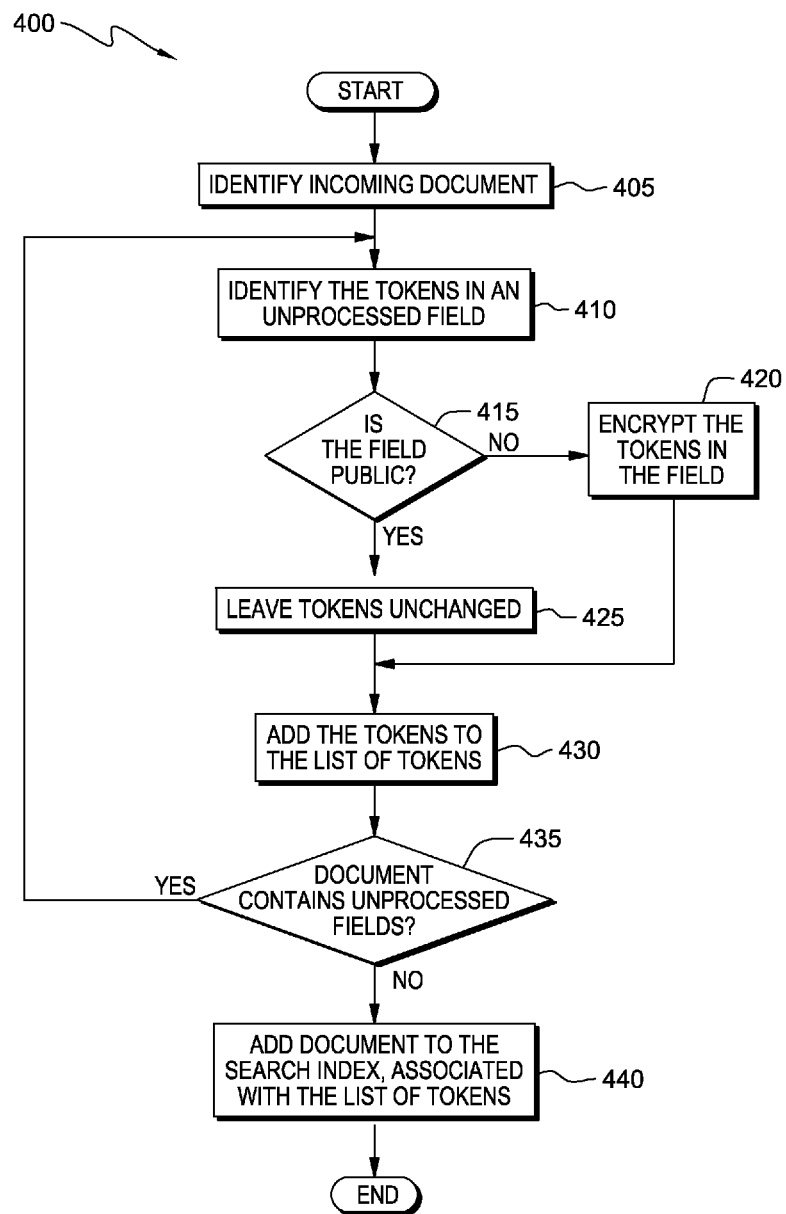 400
START
IDENTIFY INCOMING DOCUMENT
405
IDENTIFY THE TOKENS IN AN
UNPROCESSED FIELD
410
IS
THE FIELD
PUBLIC?
415
NO
ENCRYPT THE
TOKENS IN
THE FIELD
420
YES
LEAVE TOKENS UNCHANGED
425
ADD THE TOKENS TO
THE LIST OF TOKENS
430
DOCUMENT
CONTAINS UNPROCESSED
FIELDS?
435
YES
NO
ADD DOCUMENT TO THE
SEARCH INDEX, ASSOCIATED
WITH THE LIST OF TOKENS
440
END